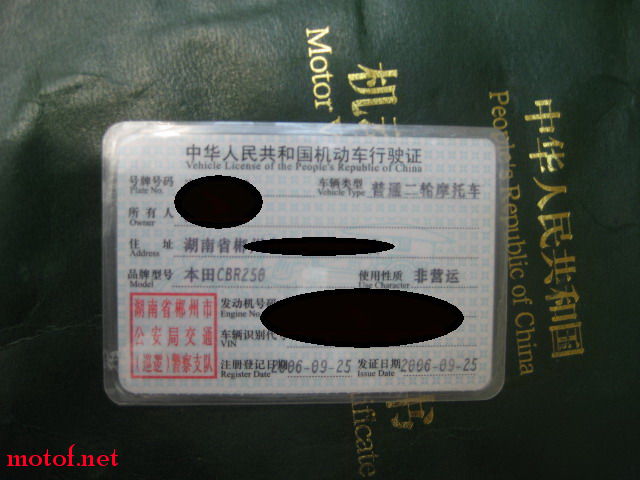 中华人民共和国机动车行驶证
Vehicle License of the People's Republic of China
号牌号码
Plate No.
车辆类型 普通二轮摩托车
Vehicle Type
所有人
Owner
住址 湖南省郴
Address
品牌型号 本田CBR250
Model
使用性质 非营运
Use Character
湖南省郴州市
公安局交通
(巡逻)警察支队
发动机号码
Engine No.
车辆识别代
VIN
注册登记日期 2006-09-25
Register Date
发证日期 2006-09-25
Issue Date
中华人民共和国
People's Republic of China
机
Motor
书
ficate
motof.net